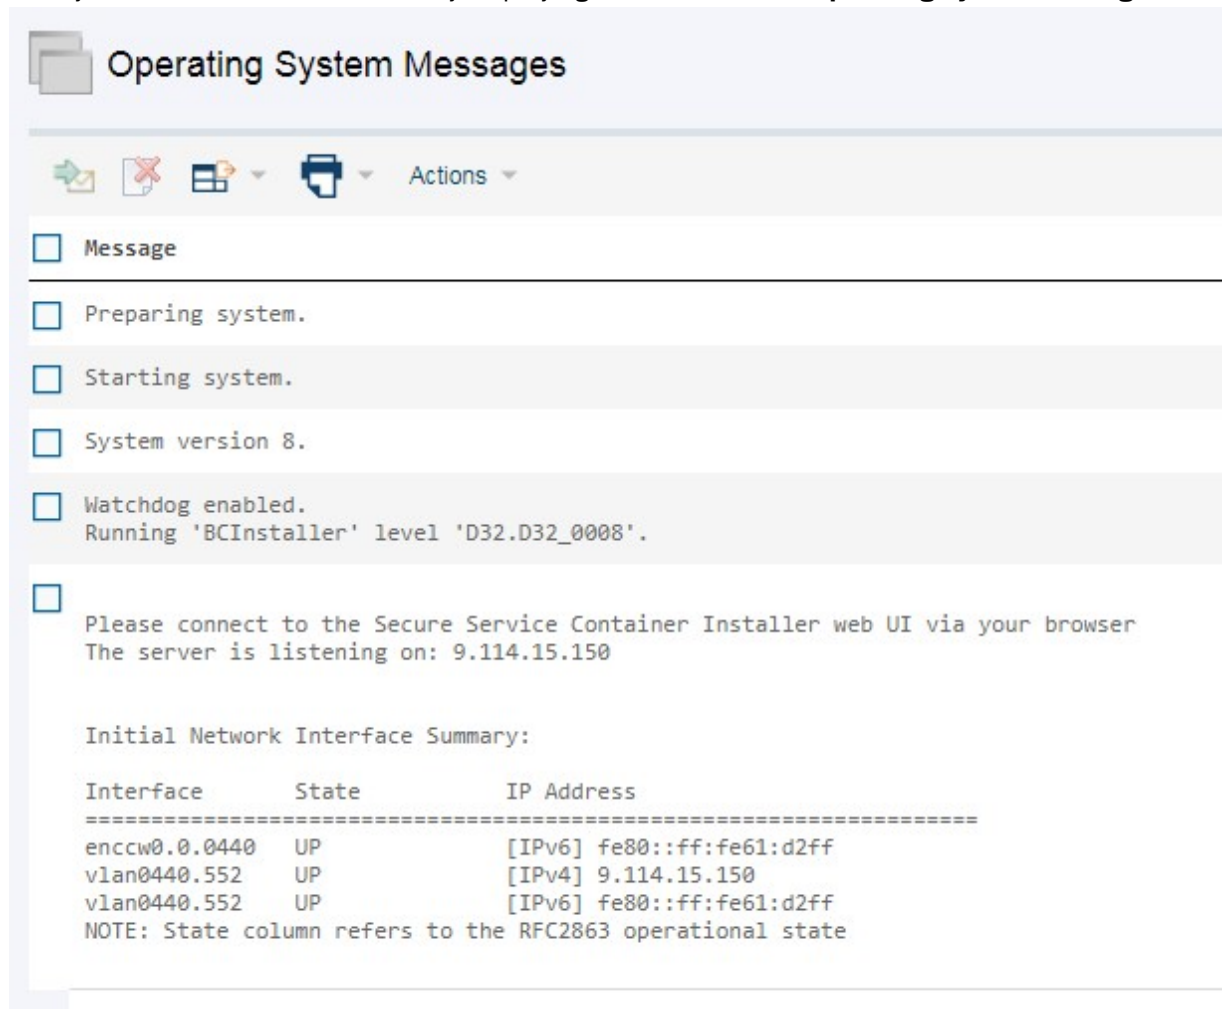 Operating System Messages
Actions
Message
Preparing system.
Starting system.
System version 8.
Watchdog enabled.
Running 'BCInstaller' level 'D32.D32_0008'.
Please connect to the Secure Service Container Installer web UI via your browser
The server is listening on: 9.114.15.150
Initial Network Interface Summary:
Interface State IP Address
====================================================================
enccw0.0.0440 UP [IPv6] fe80::ff:fe61:d2ff
vlan0440.552 UP [IPv4] 9.114.15.150
vlan0440.552 UP [IPv6] fe80::ff:fe61:d2ff
NOTE: State column refers to the RFC2863 operational state